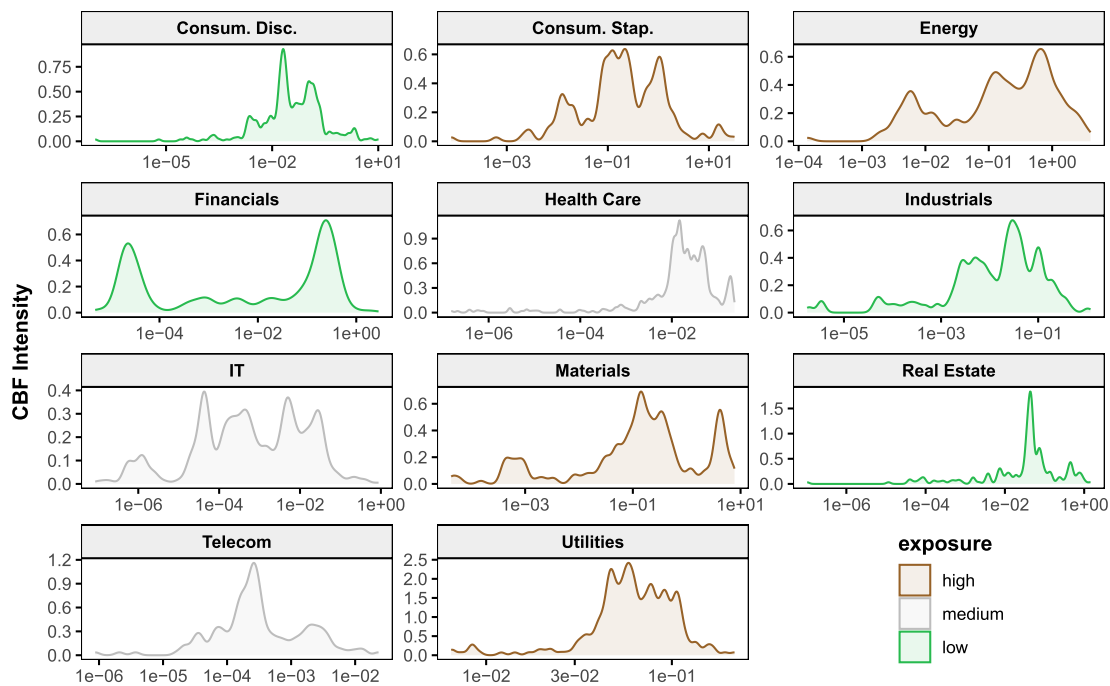 Consum. Disc.
Consum. Stap.
Energy
0.75
0.50
0.25
0.00
1e-05
1e-02
1e+01
0.6
0.4
0.2
0.0
1e-03
1e-01
1e+01
0.6
0.4
0.2
0.0
1e-04
1e-03
1e-02
1e-01
1e+00
Financials
Health Care
Industrials
0.6
0.4
0.2
0.0
1e-04
1e-02
1e+00
0.9
0.6
0.3
0.0
1e-06
1e-04
1e-02
0.6
0.4
0.2
0.0
1e-05
1e-03
1e-01
CBF Intensity
IT
Materials
Real Estate
0.4
0.3
0.2
0.1
0.0
1e-06
1e-04
1e-02
1e+00
0.6
0.4
0.2
0.0
1e-03
1e-01
1e+01
1.5
1.0
0.5
0.0
1e-06
1e-04
1e-02
1e+00
Telecom
Utilities
1.2
0.9
0.6
0.3
0.0
1e-06
1e-05
1e-04
1e-03
1e-02
2.5
2.0
1.5
1.0
0.5
0.0
1e-02
3e-02
1e-01
exposure
high
medium
low